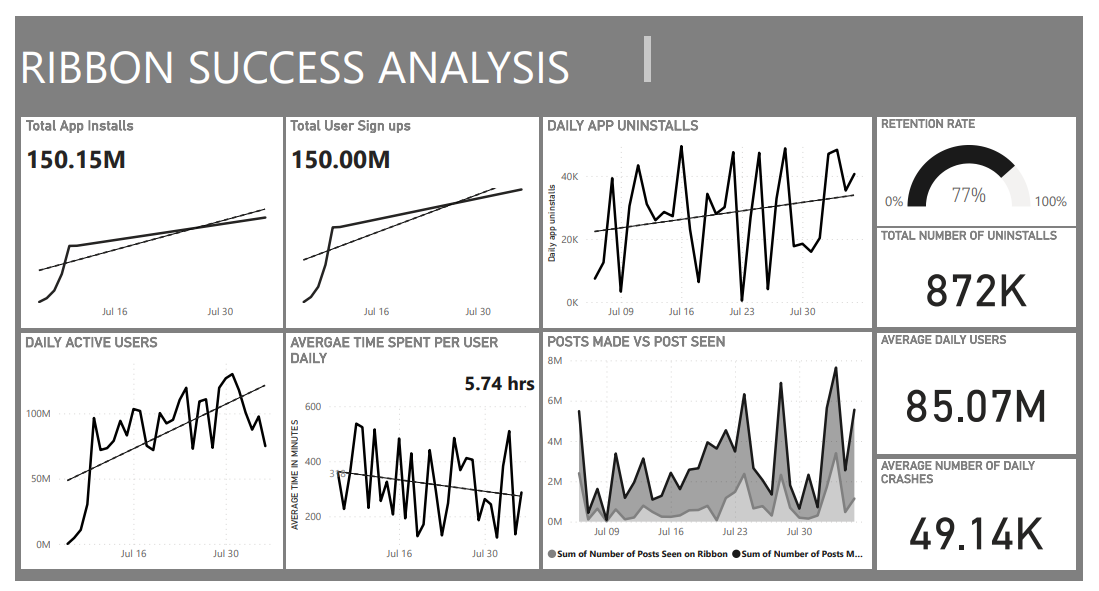 RIBBON SUCCESS ANALYSIS
Total App Installs
150.15M
Jul 16
Jul 30
Total User Sign ups
150.00M
Jul 16
Jul 30
DAILY APP UNINSTALLS
Daily app uninstalls
40K
20K
0K
Jul 09
Jul 16
Jul 23
Jul 30
RETENTION RATE
0%
77%
100%
TOTAL NUMBER OF UNINSTALLS
872K
DAILY ACTIVE USERS
100M
50M
0M
Jul 16
Jul 30
AVERGAE TIME SPENT PER USER
DAILY
5.74 hrs
AVERAGE TIME IN MINUTES
600
400
200
Jul 16
Jul 30
POSTS MADE VS POST SEEN
8M
6M
4M
2M
0M
Jul 09
Jul 16
Jul 23
Jul 30
Sum of Number of Posts Seen on Ribbon
Sum of Number of Posts M...
AVERAGE DAILY USERS
85.07M
AVERAGE NUMBER OF DAILY
CRASHES
49.14K